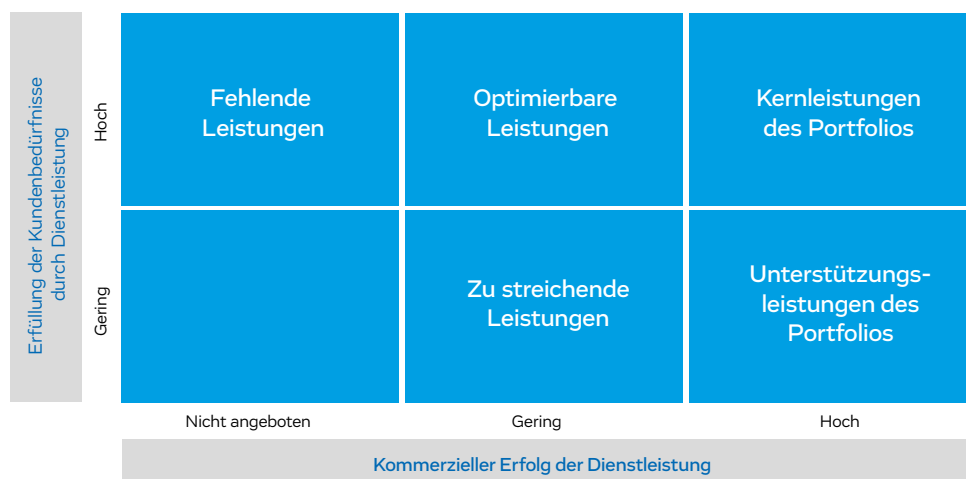 Erfüllung der Kundenbedürfnisse
durch Dienstleistung
Hoch
Fehlende
Leistungen
Optimierbare
Leistungen
Kernleistungen
des Portfolios
Gering
Zu streichende
Leistungen
Unterstützungs-
leistungen des
Portfolios
Nicht angeboten
Gering
Hoch
Kommerzieller Erfolg der Dienstleistung